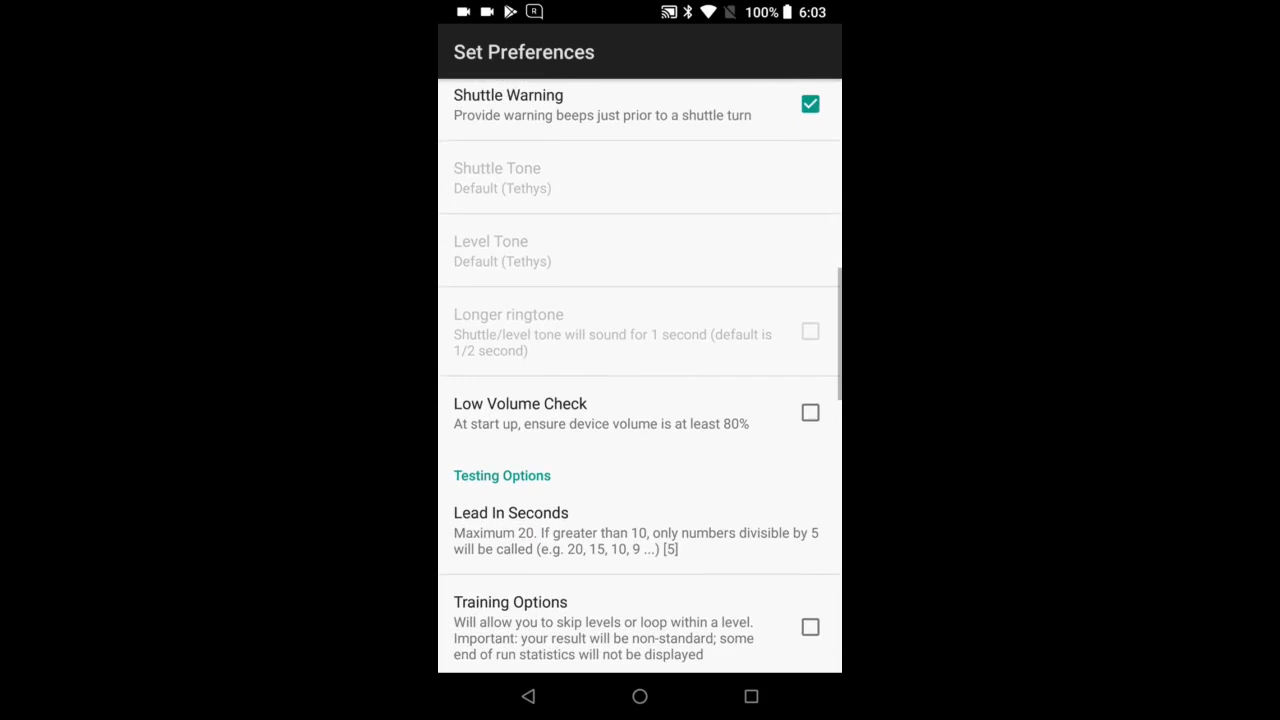 R
100% 6:03
Set Preferences
Shuttle Warning
Provide warning beeps just prior to a shuttle turn
Shuttle Tone
Default (Tethys)
Level Tone
Default (Tethys)
Longer ringtone
Shuttle/level tone will sound for 1 second (default is
1/2 second)
Low Volume Check
At start up, ensure device volume is at least 80%
Testing Options
Lead In Seconds
Maximum 20. If greater than 10, only numbers divisible by 5
will be called (e.g. 20, 15, 10, 9 ...) [5]
Training Options
Will allow you to skip levels or loop within a level.
Important: your result will be non-standard; some
end of run statistics will not be displayed